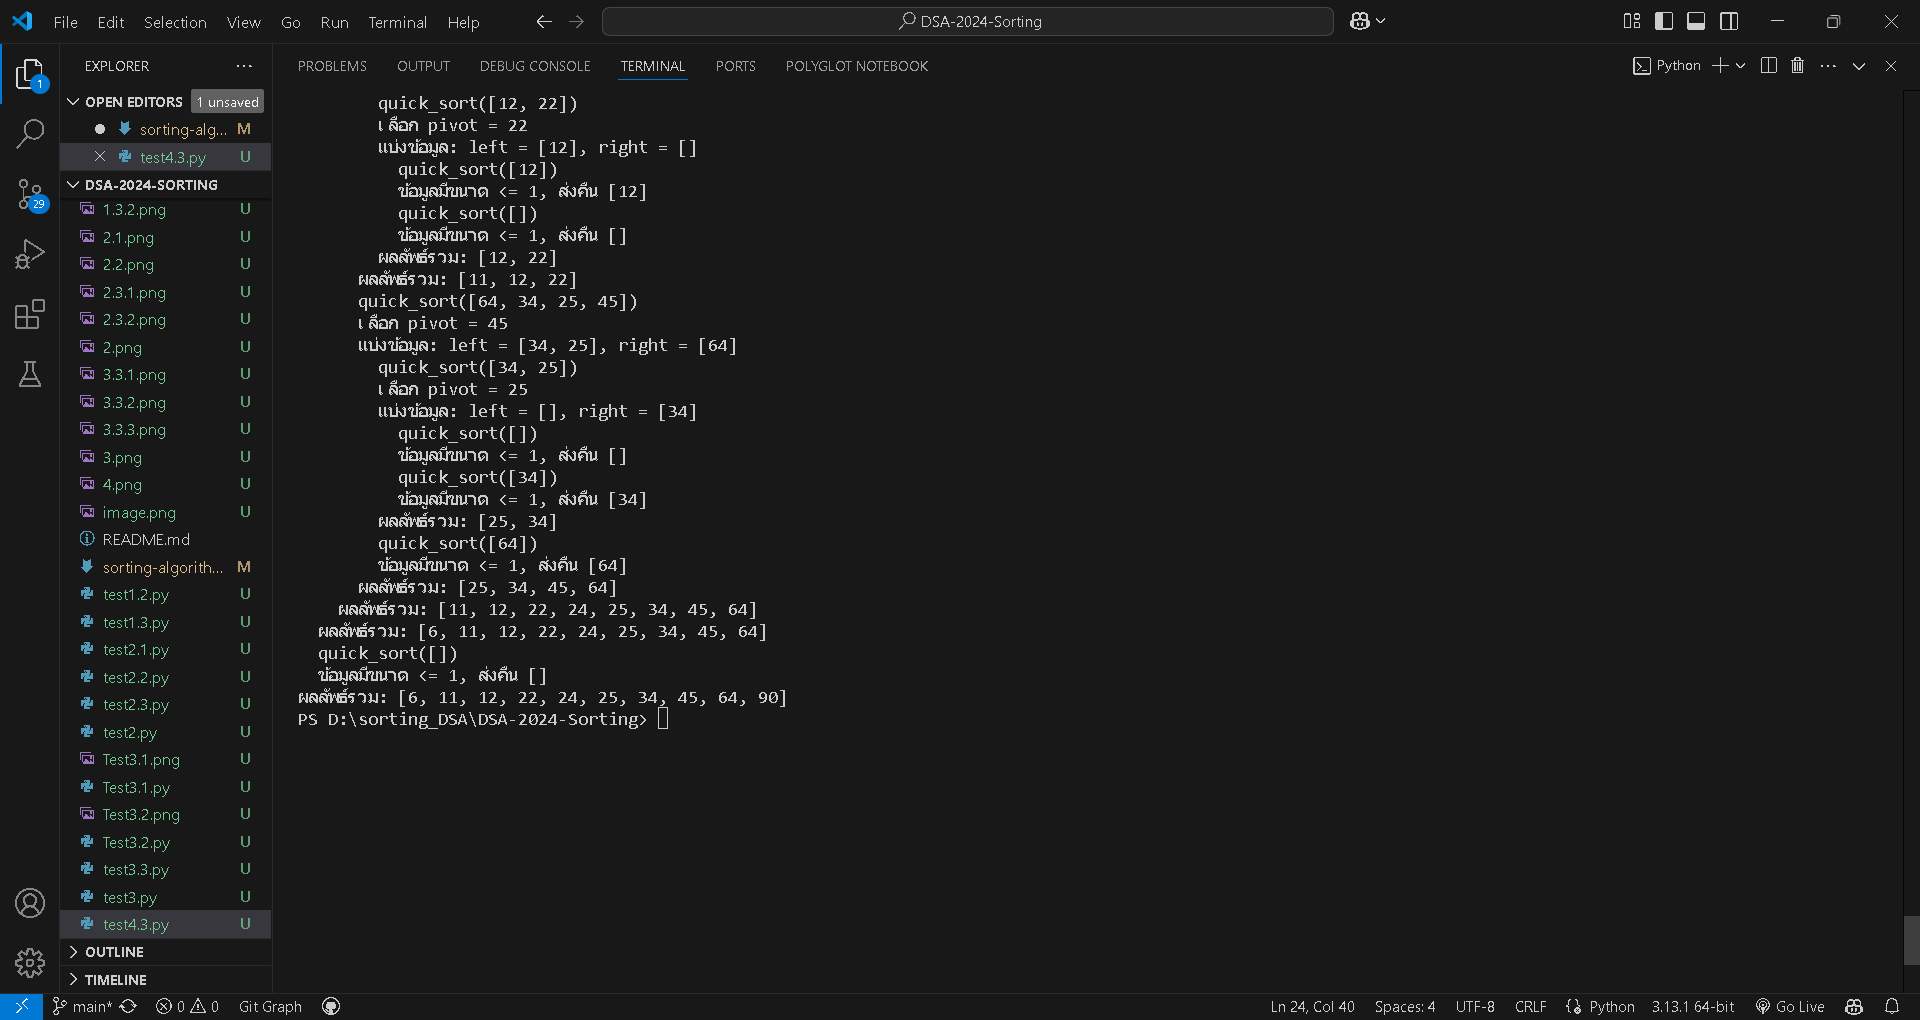 File Edit Selection View Go Run Terminal Help
DSA-2024-Sorting
EXPLORER
OPEN EDITORS 1 unsaved
sorting-alg... M
test4.3.py U
DSA-2024-SORTING
1.3.2.png U
2.1.png U
2.2.png U
2.3.1.png U
2.3.2.png U
2.png U
3.3.1.png U
3.3.2.png U
3.3.3.png U
3.png U
4.png U
image.png U
README.md
sorting-algorith... M
test1.2.py U
test1.3.py U
test2.1.py U
test2.2.py U
test2.3.py U
test2.py U
Test3.1.png U
Test3.1.py U
Test3.2.png U
Test3.2.py U
test3.3.py U
test3.py U
test4.3.py U
OUTLINE
TIMELINE
1
29
PROBLEMS OUTPUT DEBUG CONSOLE TERMINAL PORTS POLYGLOT NOTEBOOK
Python
quick_sort([12, 22])
เลือก pivot = 22
แบ่งข้อมูล: left = [12], right = []
quick_sort([12])
ข้อมูลมีขนาด <= 1, ส่งคืน [12]
quick_sort([])
ข้อมูลมีขนาด <= 1, ส่งคืน []
ผลลัพธ์รวม: [12, 22]
ผลลัพธ์รวม: [11, 12, 22]
quick_sort([64, 34, 25, 45])
เลือก pivot = 45
แบ่งข้อมูล: left = [34, 25], right = [64]
quick_sort([34, 25])
เลือก pivot = 25
แบ่งข้อมูล: left = [], right = [34]
quick_sort([])
ข้อมูลมีขนาด <= 1, ส่งคืน []
quick_sort([34])
ข้อมูลมีขนาด <= 1, ส่งคืน [34]
ผลลัพธ์รวม: [25, 34]
quick_sort([64])
ข้อมูลมีขนาด <= 1, ส่งคืน [64]
ผลลัพธ์รวม: [25, 34, 45, 64]
ผลลัพธ์รวม: [11, 12, 22, 24, 25, 34, 45, 64]
ผลลัพธ์รวม: [6, 11, 12, 22, 24, 25, 34, 45, 64]
quick_sort([])
ข้อมูลมีขนาด <= 1, ส่งคืน []
ผลลัพธ์รวม: [6, 11, 12, 22, 24, 25, 34, 45, 64, 90]
PS D:\sorting_DSA\DSA-2024-Sorting>
main* 0 0 Git Graph
Ln 24, Col 40 Spaces: 4 UTF-8 CRLF Python 3.13.1 64-bit Go Live